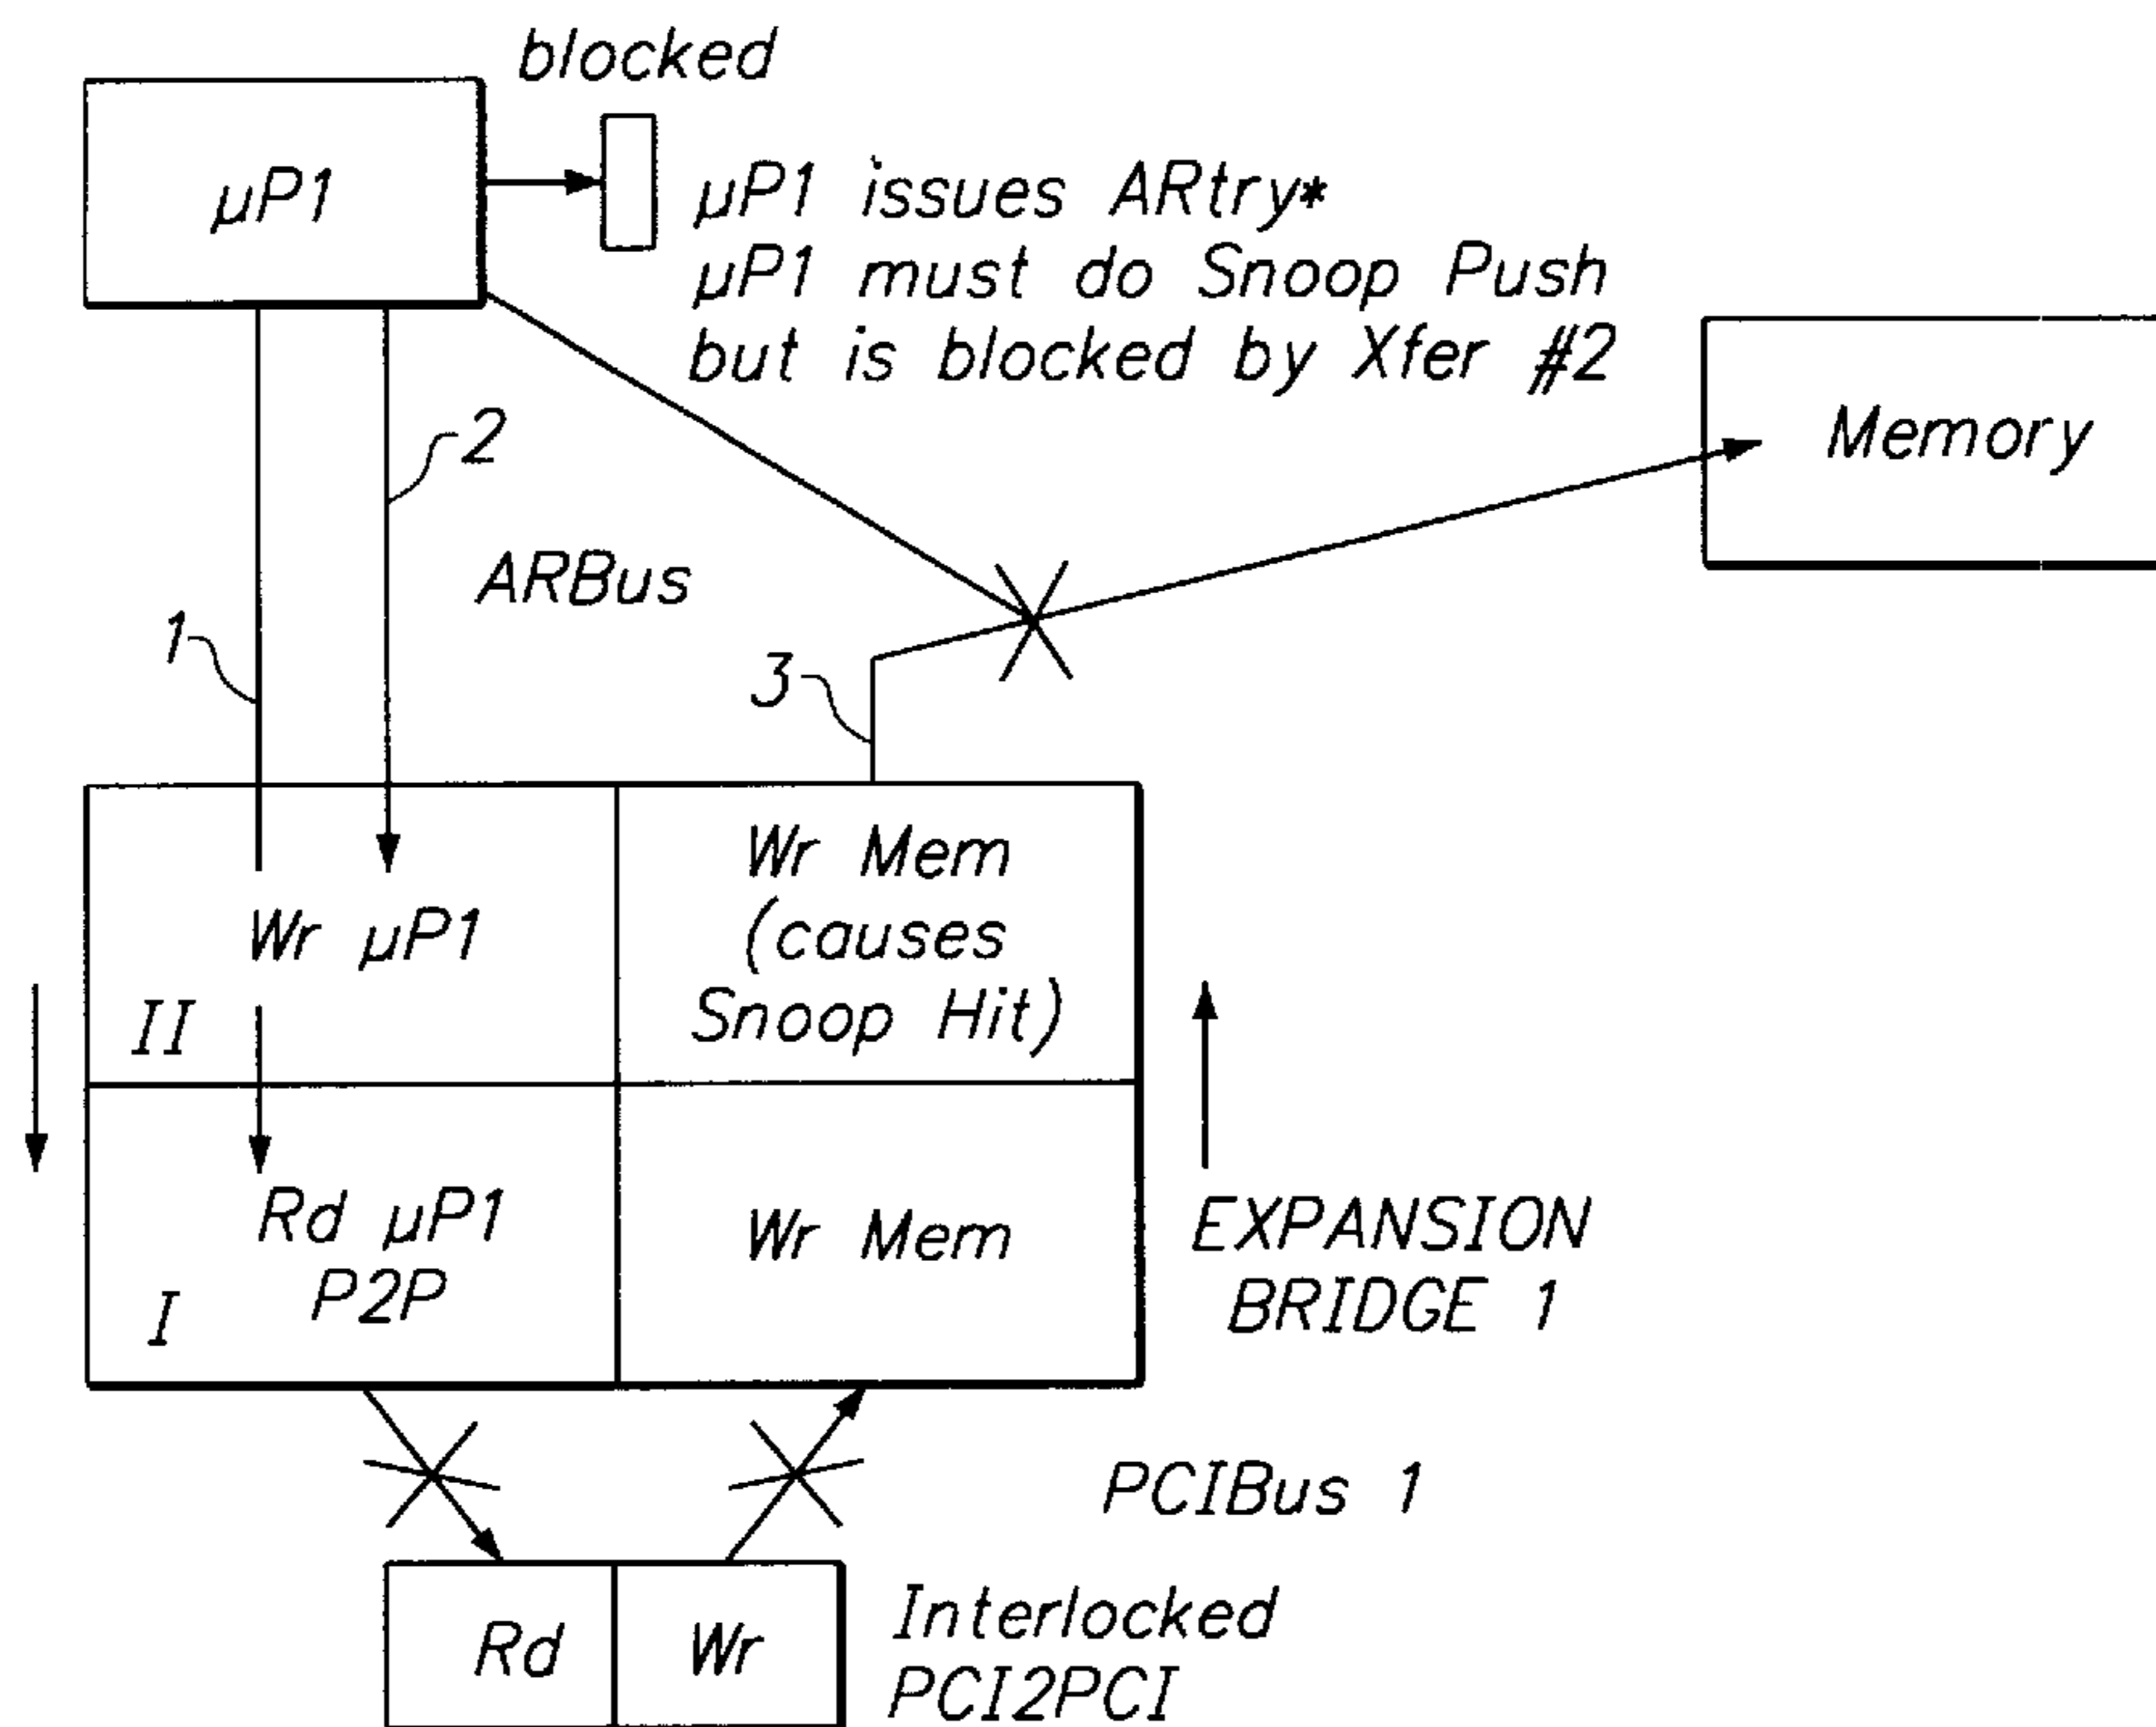 blocked
µP1
µP1 issues ARtry*
µP1 must do Snoop Push
but is blocked by Xfer #2
Memory
2
ARBus
1
3
Wr µP1
II
Wr Mem
(causes
Snoop Hit)
Rd µP1
P2P
I
Wr Mem
EXPANSION
BRIDGE 1
PCIBus 1
Rd
Wr
Interlocked
PCI2PCI